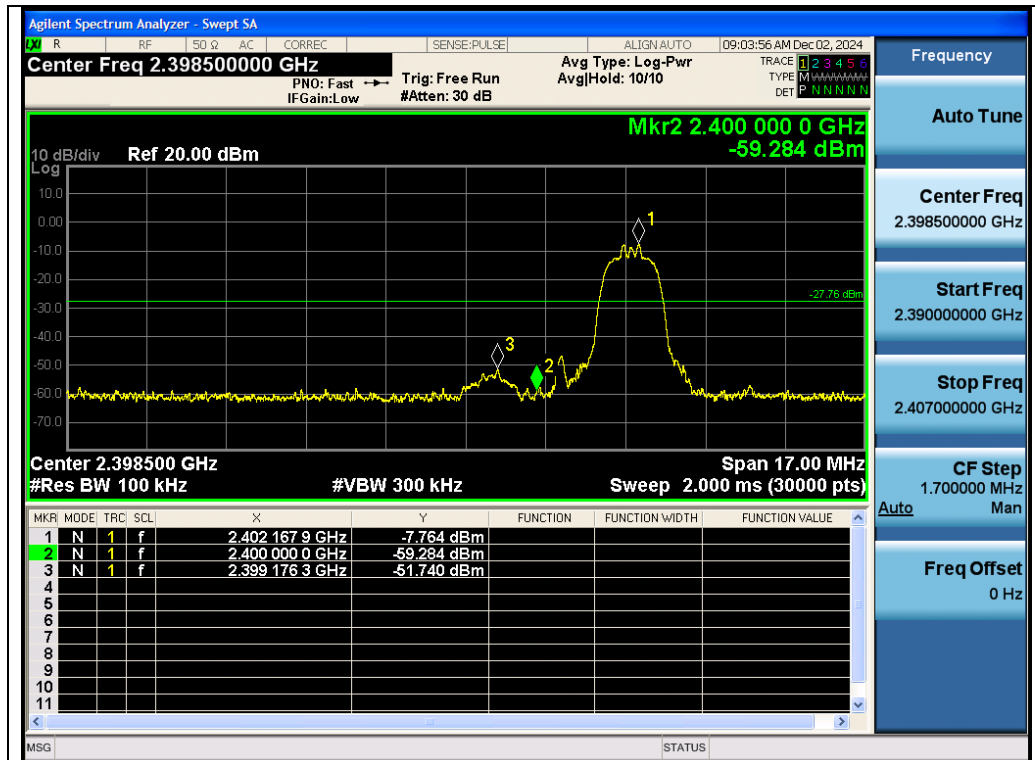 Agilent Spectrum Analyzer - Swept SA
LXI R RF 50 Ω AC CORREC SENSE:PULSE ALIGN AUTO 09:03:56 AM Dec 02, 2024
Center Freq 2.398500000 GHz
PNO: Fast
IFGain:Low
Trig: Free Run
#Atten: 30 dB
Avg Type: Log-Pwr
Avg|Hold: 10/10
TRACE 1 2 3 4 5 6
TYPE M
DET P N N N N N
Mkr2 2.400 000 0 GHz
-59.284 dBm
10 dB/div
Log
Ref 20.00 dBm
10.0
0.00
-10.0
-20.0
-30.0
-40.0
-50.0
-60.0
-70.0
1
-27.76 dBm
3
2
Center 2.398500 GHz
Span 17.00 MHz
#Res BW 100 kHz
#VBW 300 kHz
Sweep 2.000 ms (30000 pts)
MKR MODE TRC SCL X Y FUNCTION FUNCTION WIDTH FUNCTION VALUE
1 N 1 f 2.402 167 9 GHz -7.764 dBm
2 N 1 f 2.400 000 0 GHz -59.284 dBm
3 N 1 f 2.399 176 3 GHz -51.740 dBm
4
5
6
7
8
9
10
11
MSG
STATUS
Frequency
Auto Tune
Center Freq
2.398500000 GHz
Start Freq
2.390000000 GHz
Stop Freq
2.407000000 GHz
CF Step
1.700000 MHz
Auto Man
Freq Offset
0 Hz